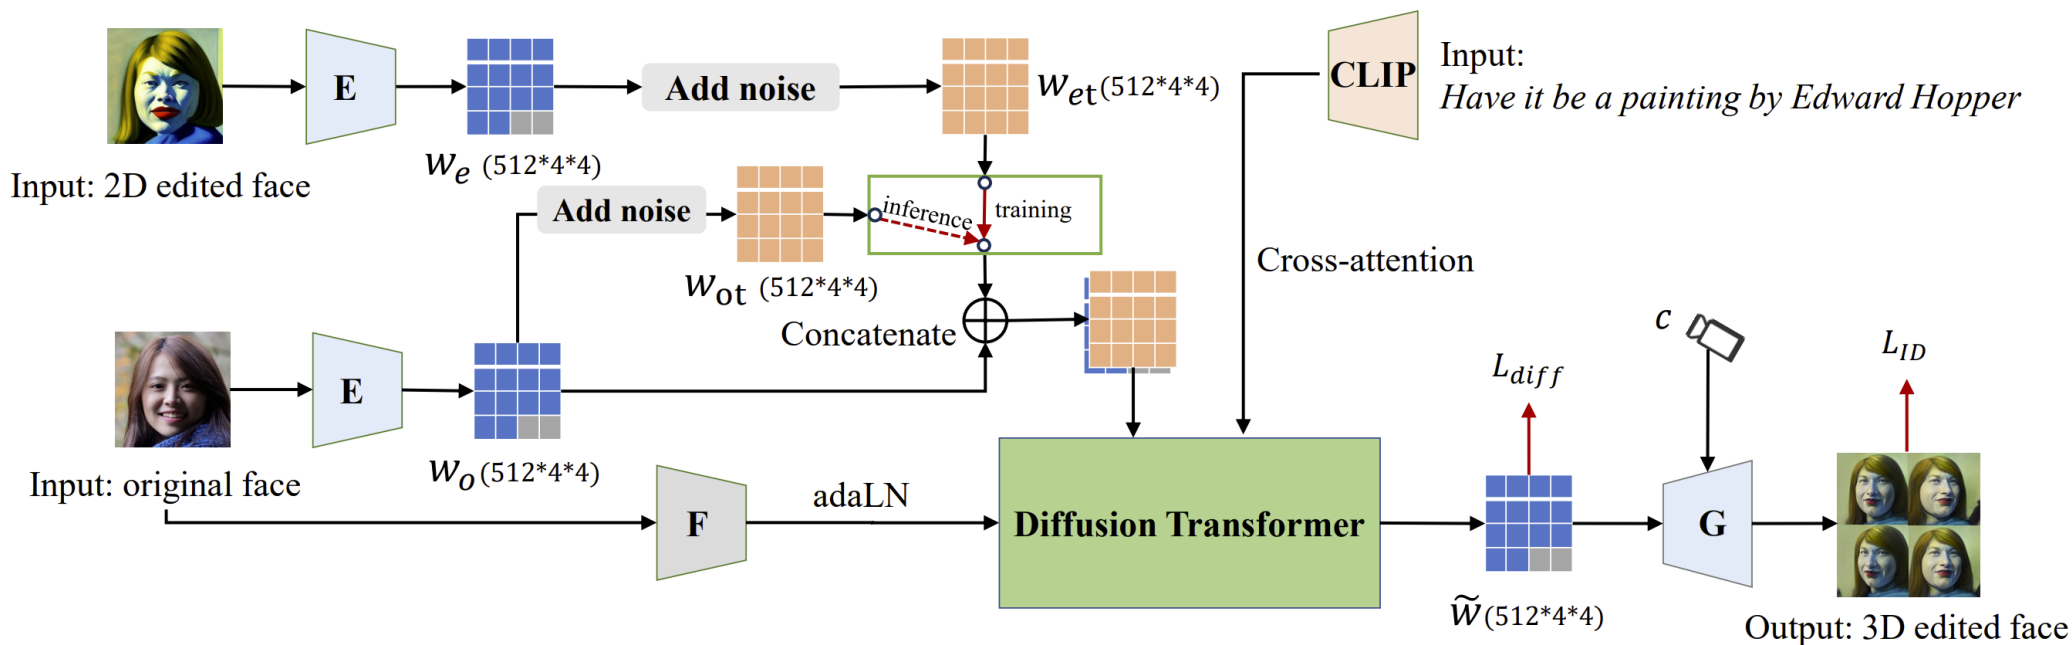 E
Add noise
w_et (512*4*4)
CLIP
Input:
Have it be a painting by Edward Hopper
Input: 2D edited face
w_e (512*4*4)
Add noise
inference
training
w_ot (512*4*4)
Cross-attention
Concatenate
E
c
L_diff
L_ID
Input: original face
w_o (512*4*4)
F
adaLN
Diffusion Transformer
G
w̃ (512*4*4)
Output: 3D edited face